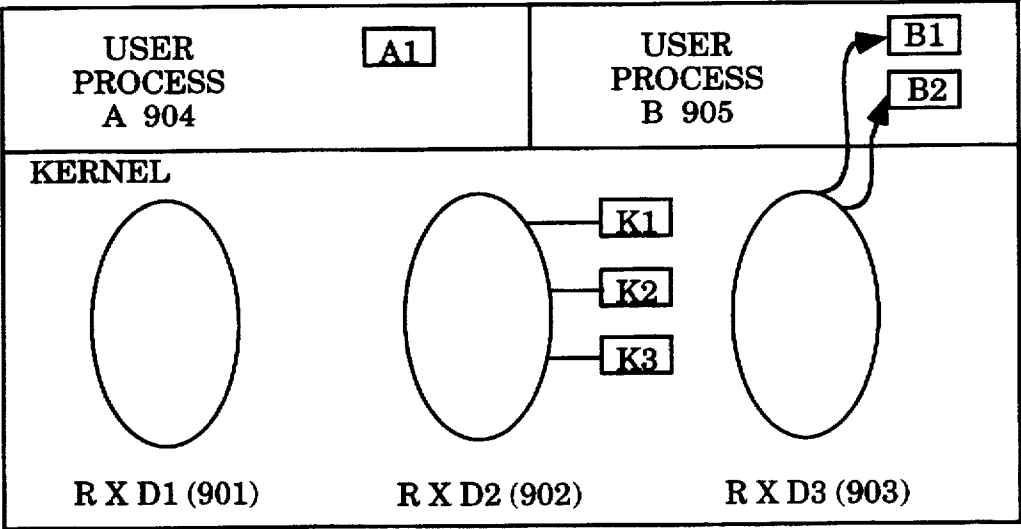 USER
PROCESS
A 904
A1
USER
PROCESS
B 905
B1
B2
KERNEL
K1
K2
K3
R X D1 (901)
R X D2 (902)
R X D3 (903)